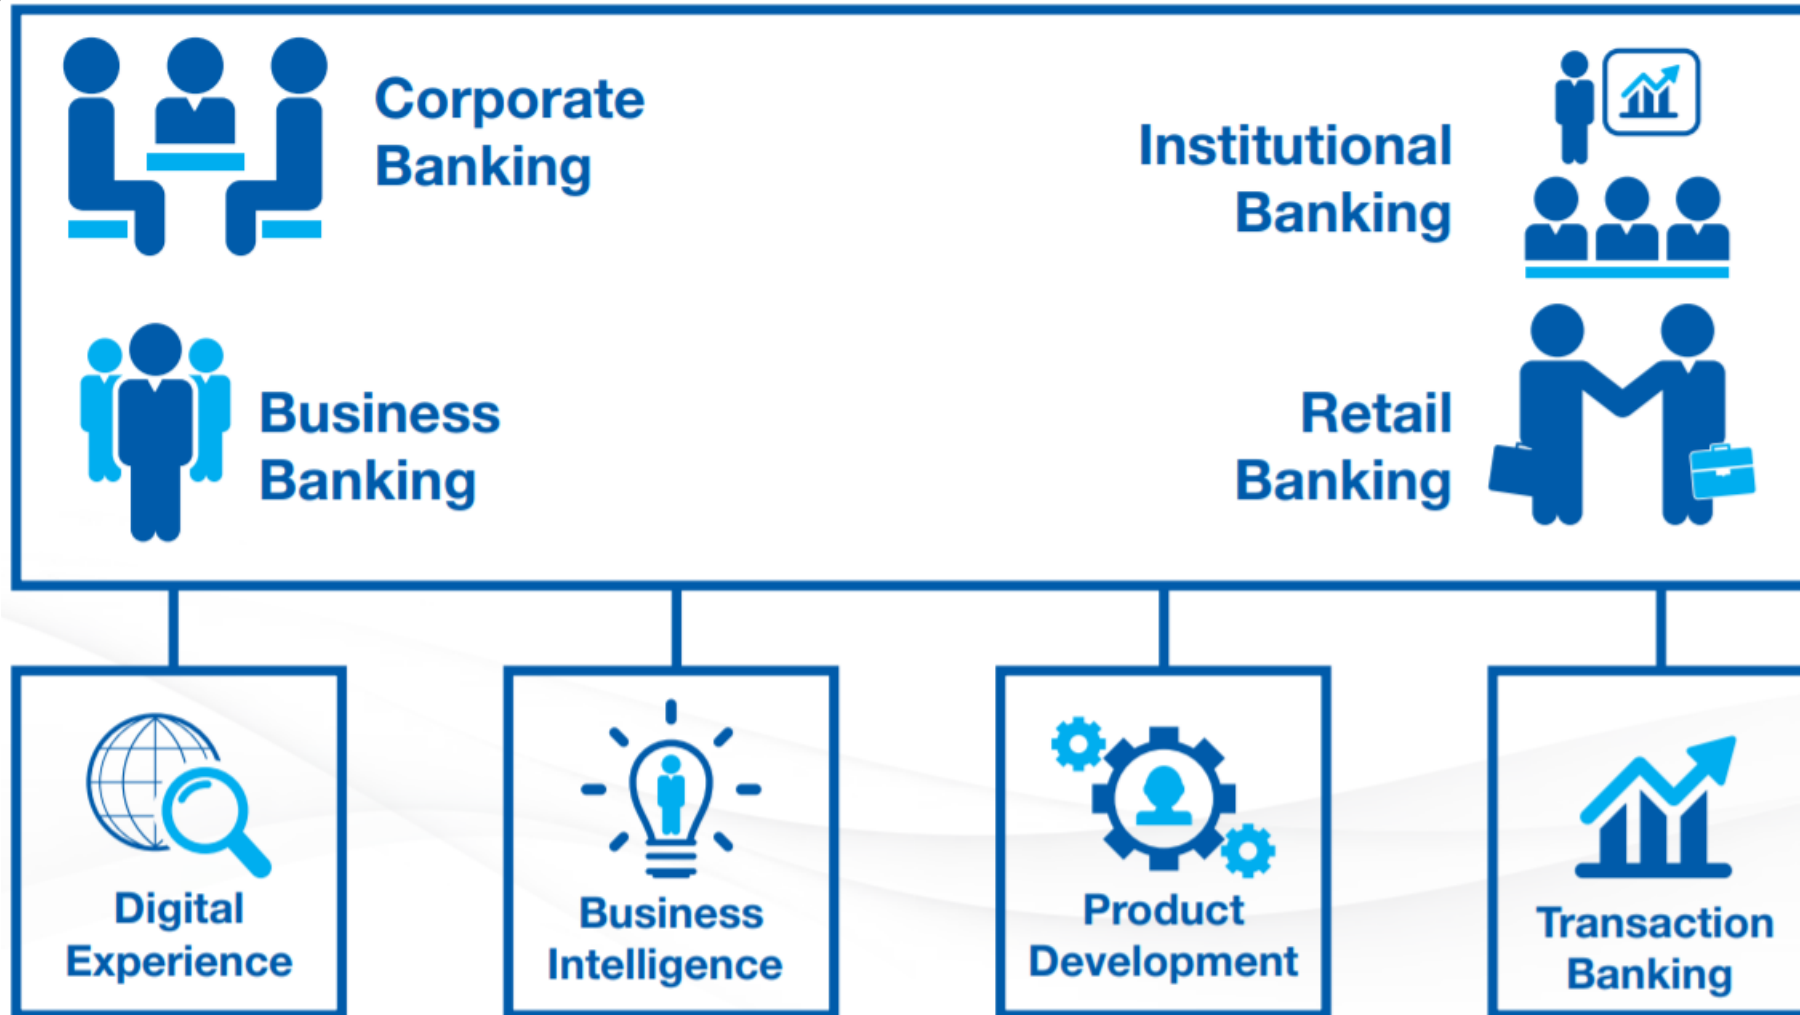 Corporate
Banking
Institutional
Banking
Business
Banking
Retail
Banking
Digital
Experience
Business
Intelligence
Product
Development
Transaction
Banking